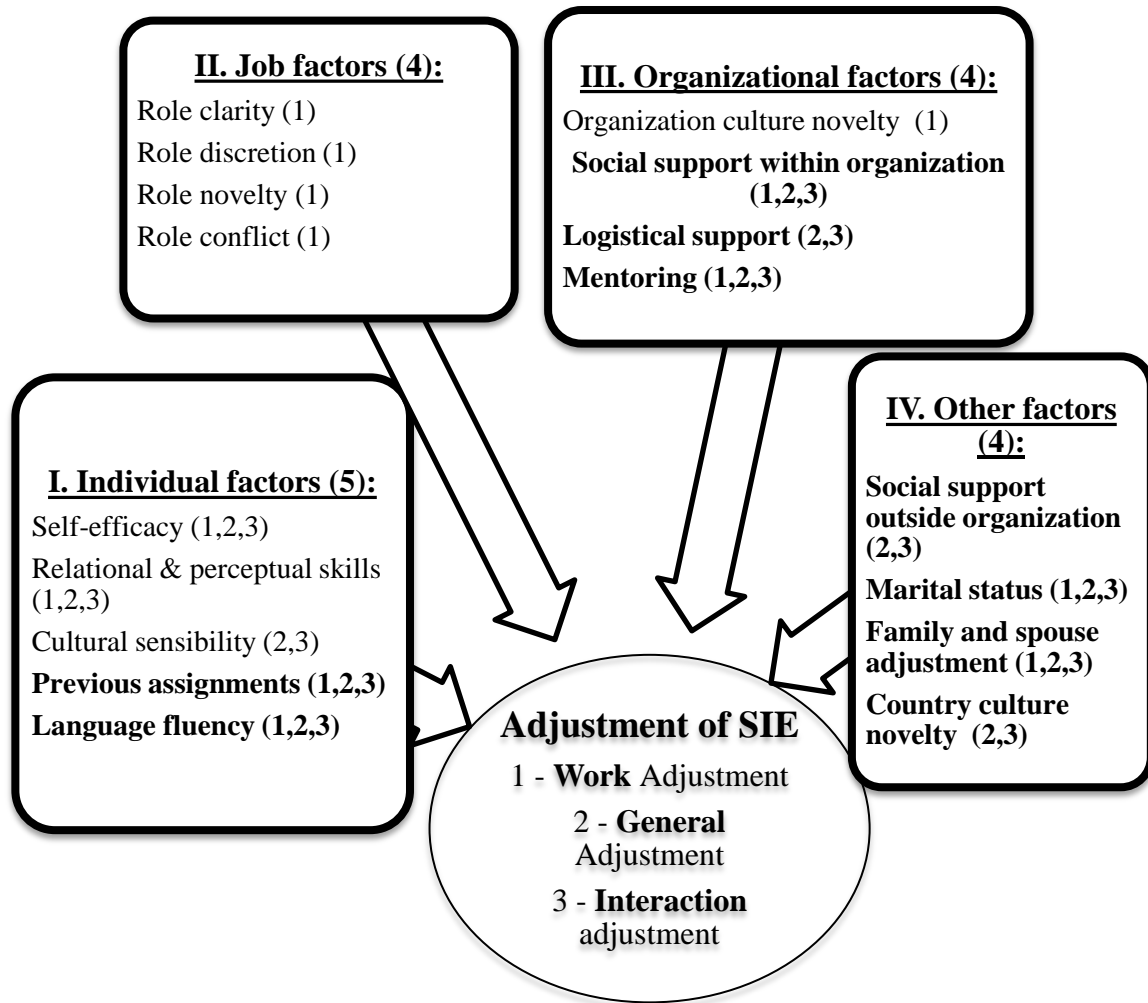 II. Job factors (4):
Role clarity (1)
Role discretion (1)
Role novelty (1)
Role conflict (1)
III. Organizational factors (4):
Organization culture novelty (1)
Social support within organization
(1,2,3)
Logistical support (2,3)
Mentoring (1,2,3)
I. Individual factors (5):
Self-efficacy (1,2,3)
Relational & perceptual skills
(1,2,3)
Cultural sensibility (2,3)
Previous assignments (1,2,3)
Language fluency (1,2,3)
IV. Other factors
(4):
Social support
outside organization
(2,3)
Marital status (1,2,3)
Family and spouse
adjustment (1,2,3)
Country culture
novelty (2,3)
Adjustment of SIE
1 - Work Adjustment
2 - General
Adjustment
3 - Interaction
adjustment